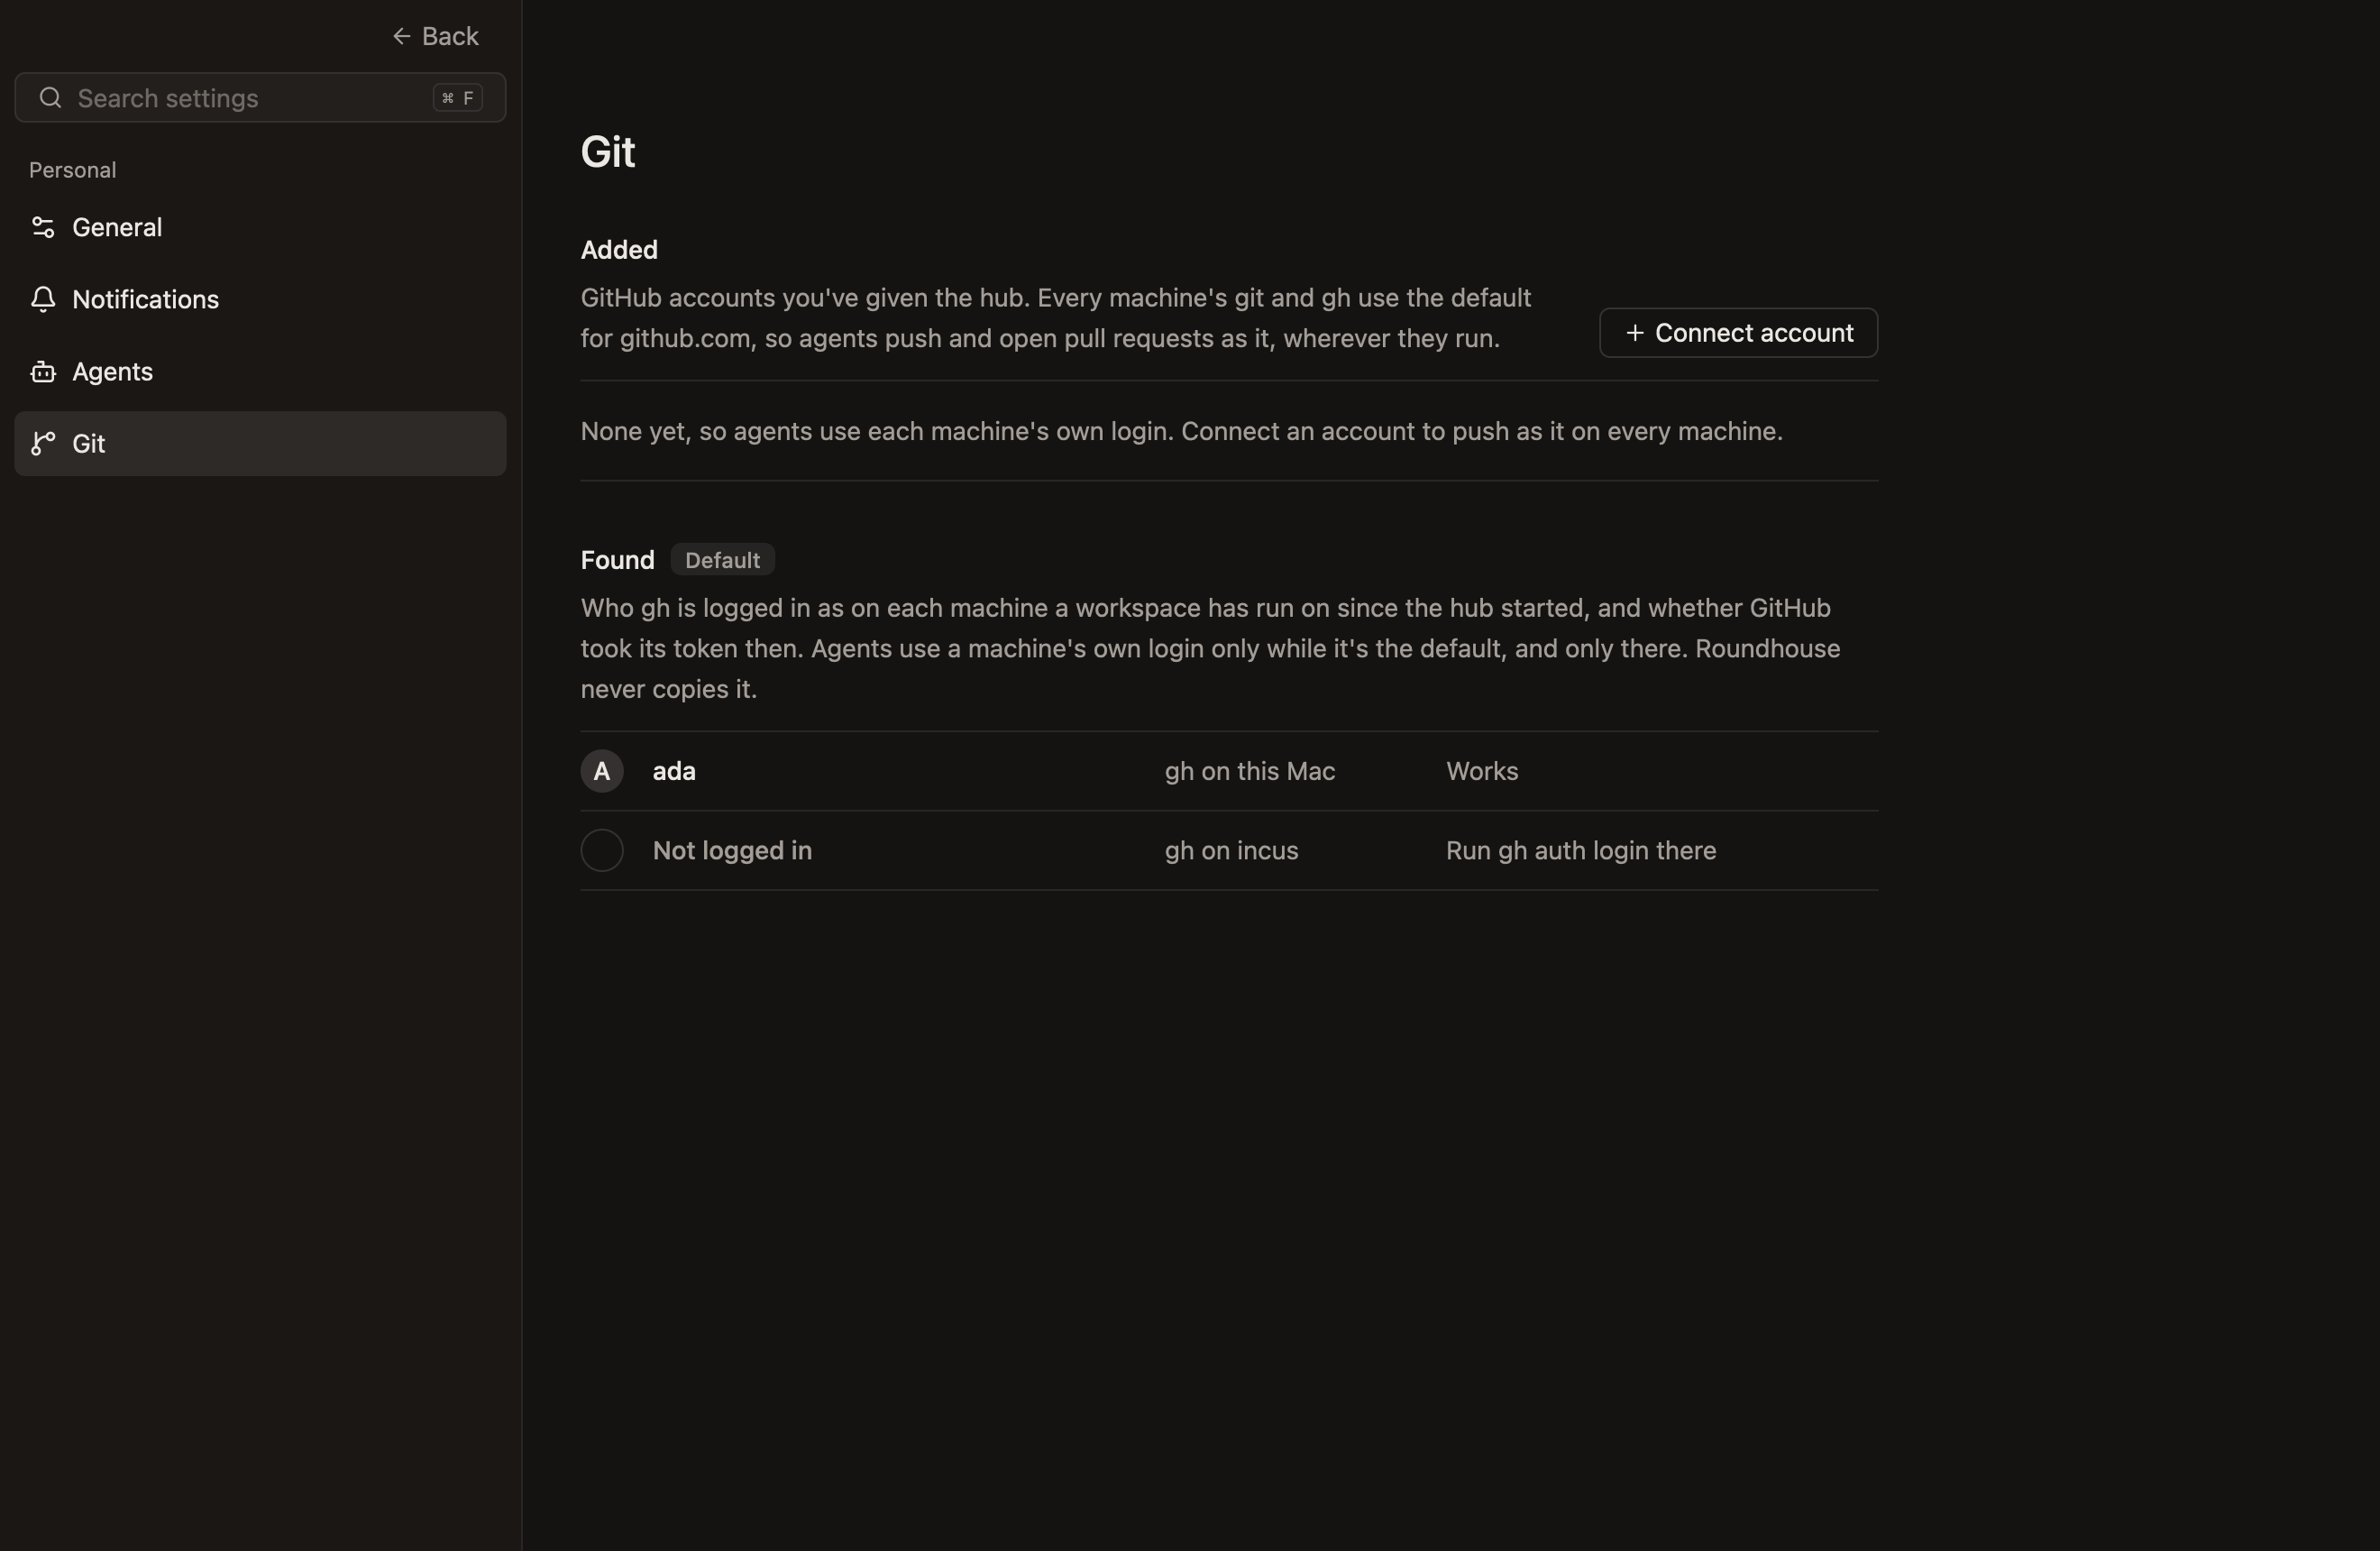 Back
Search settings
⌘ F
Personal
General
Notifications
Agents
Git
Git
Added
GitHub accounts you've given the hub. Every machine's git and gh use the default
for github.com, so agents push and open pull requests as it, wherever they run.
Connect account
None yet, so agents use each machine's own login. Connect an account to push as it on every machine.
Found Default
Who gh is logged in as on each machine a workspace has run on since the hub started, and whether GitHub
took its token then. Agents use a machine's own login only while it's the default, and only there. Roundhouse
never copies it.
A ada gh on this Mac Works
Not logged in gh on incus Run gh auth login there